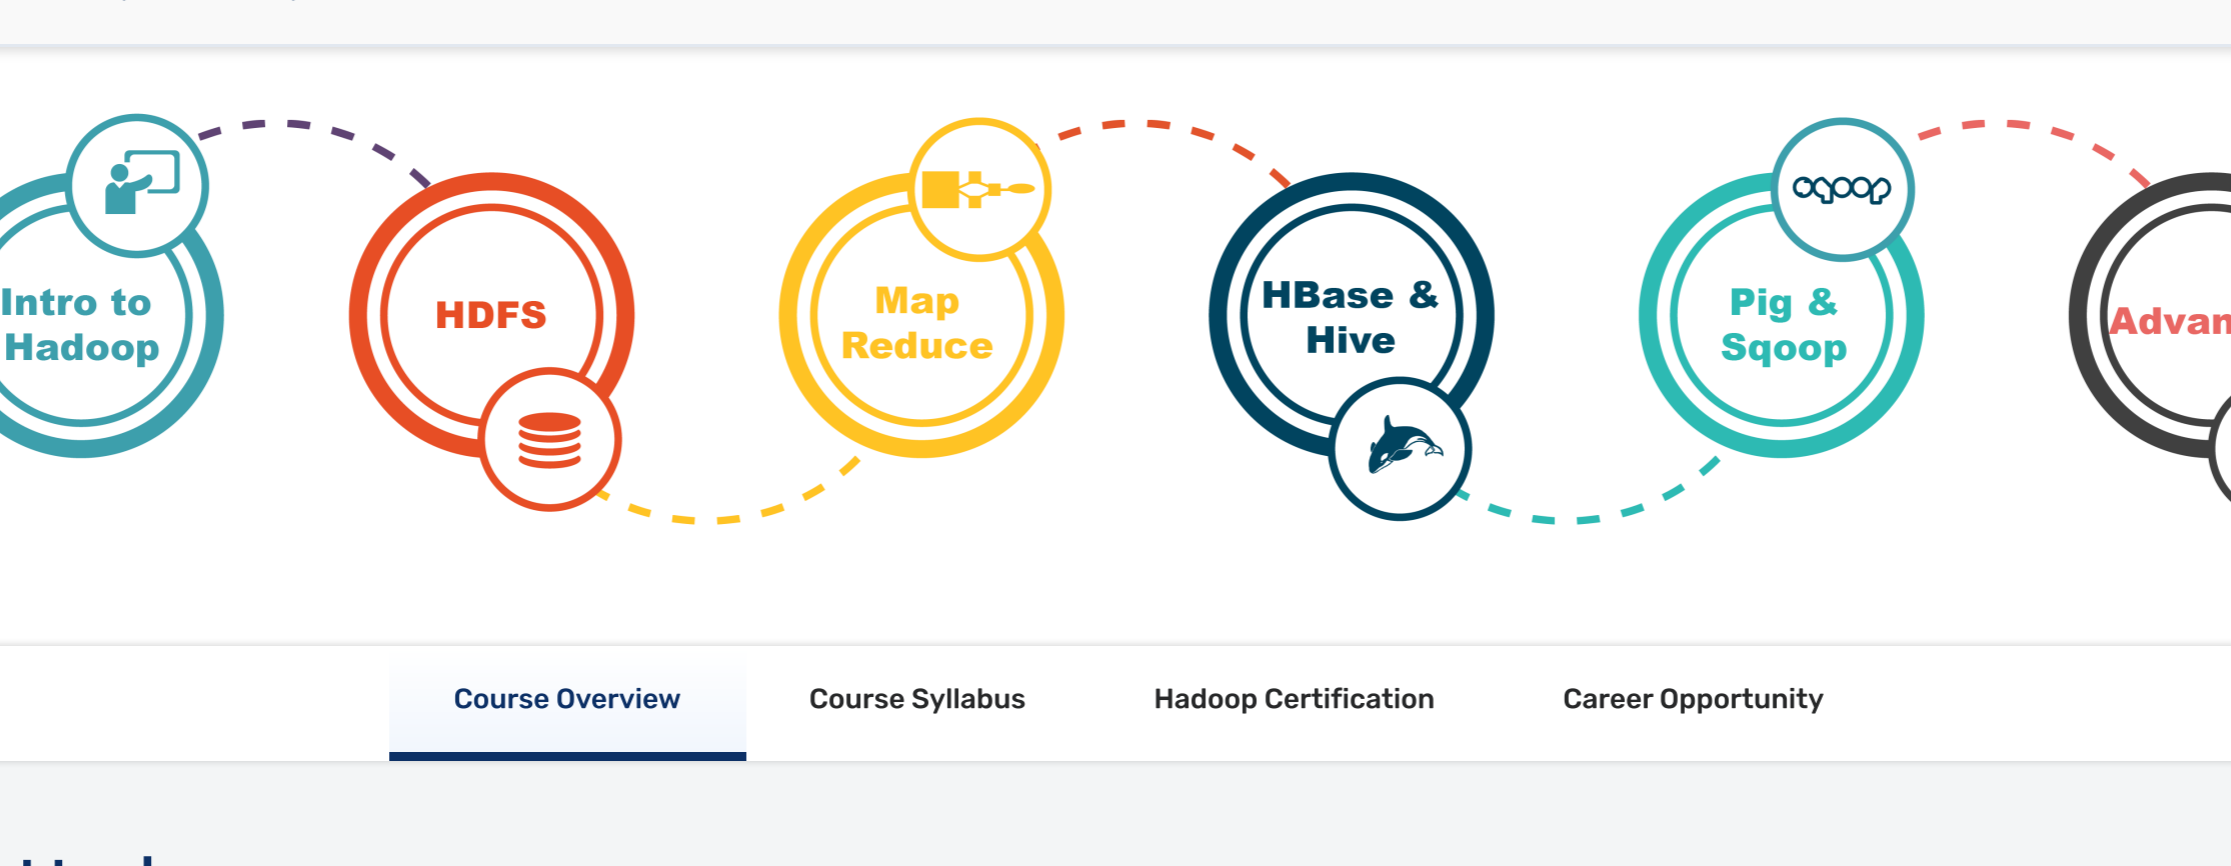 Intro to
Hadoop
HDFS
Map
Reduce
HBase &
Hive
Pig &
Sqoop
sqoop
Advan
Course Overview
Course Syllabus
Hadoop Certification
Career Opportunity